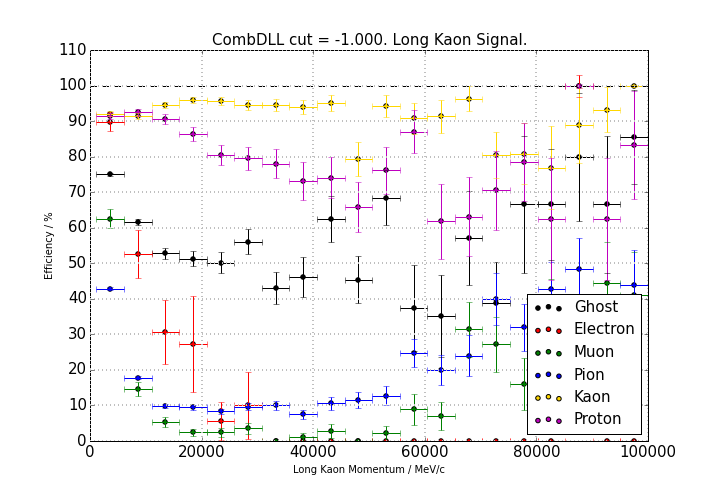 CombDLL cut = -1.000. Long Kaon Signal.
110
100
90
80
70
60
50
40
30
20
10
0
Efficiency / %
Ghost
Electron
Muon
Pion
Kaon
Proton
0 20000 40000 60000 80000 100000
Long Kaon Momentum / MeV/c